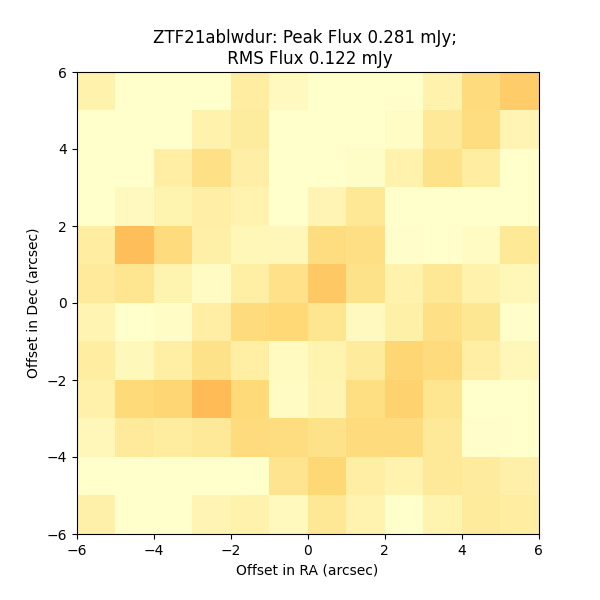 ZTF21ablwdur: Peak Flux 0.281 mJy;
RMS Flux 0.122 mJy
6
4
2
0
−2
−4
−6
Offset in Dec (arcsec)
−6 −4 −2 0 2 4 6
Offset in RA (arcsec)